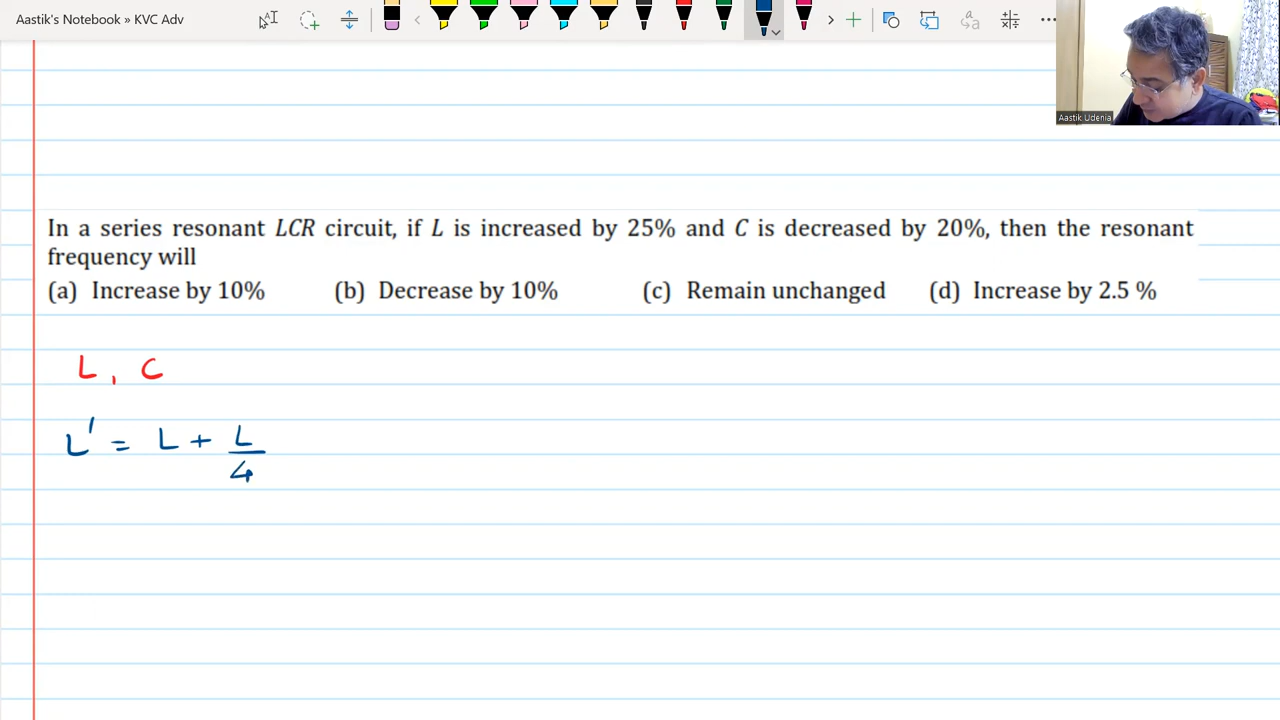 Aastik's Notebook » KVC Adv
Aastik Udenia
In a series resonant LCR circuit, if L is increased by 25% and C is decreased by 20%, then the resonant
frequency will
(a) Increase by 10% (b) Decrease by 10% (c) Remain unchanged (d) Increase by 2.5 %
L, C
L' = L + L/4